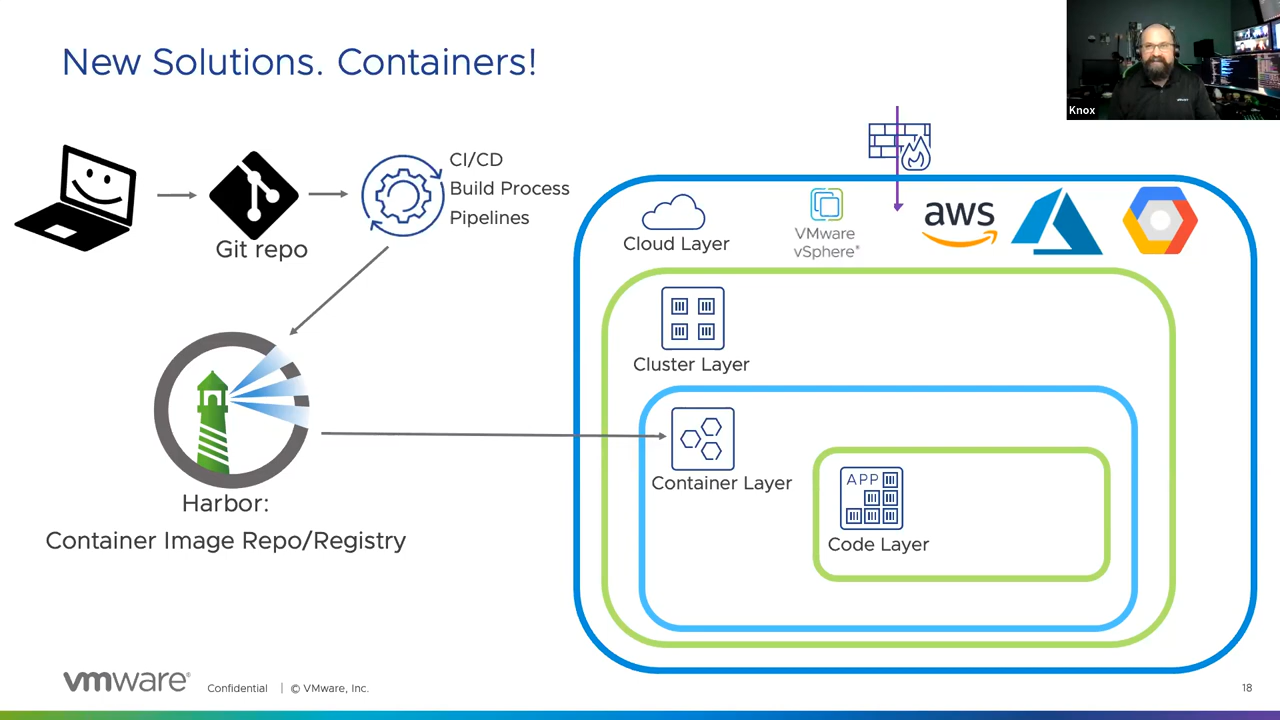 New Solutions. Containers!
Knox
CI/CD
Build Process
Pipelines
Git repo
Cloud Layer
VMware
vSphere®
aws
Cluster Layer
Container Layer
APP
Code Layer
Harbor:
Container Image Repo/Registry
vmware®
Confidential | © VMware, Inc.
18